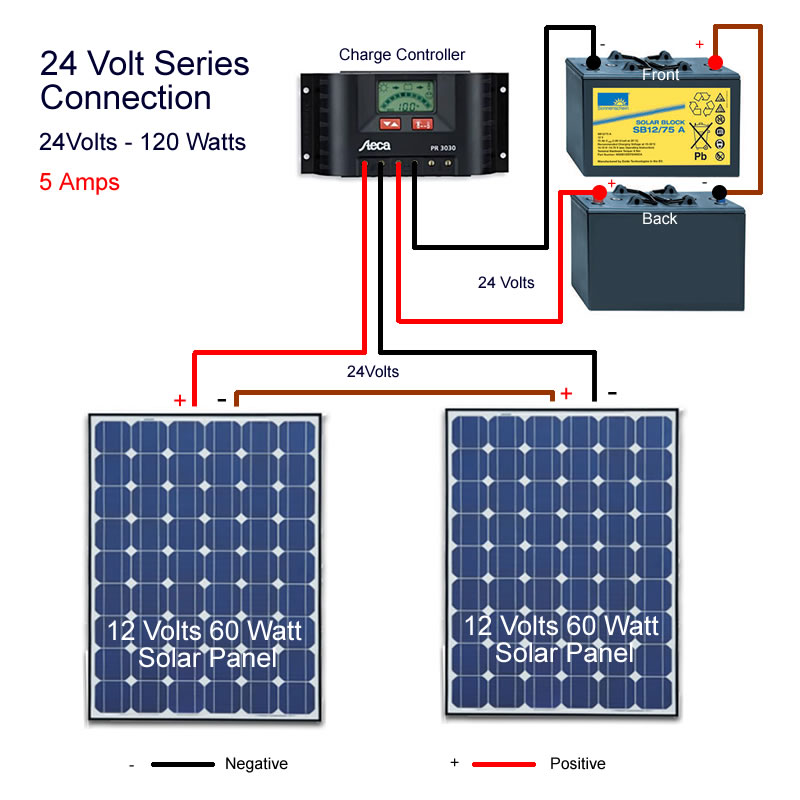 24 Volt Series
Connection
24Volts - 120 Watts
5 Amps
Charge Controller
100
Steca
PR 3030
- +
Front
Sonnenschein
SOLAR BLOCK
SB12/75 A
Pb
+ -
Back
24 Volts
24Volts
+ - + -
12 Volts 60 Watt
Solar Panel
12 Volts 60 Watt
Solar Panel
- Negative
+ Positive